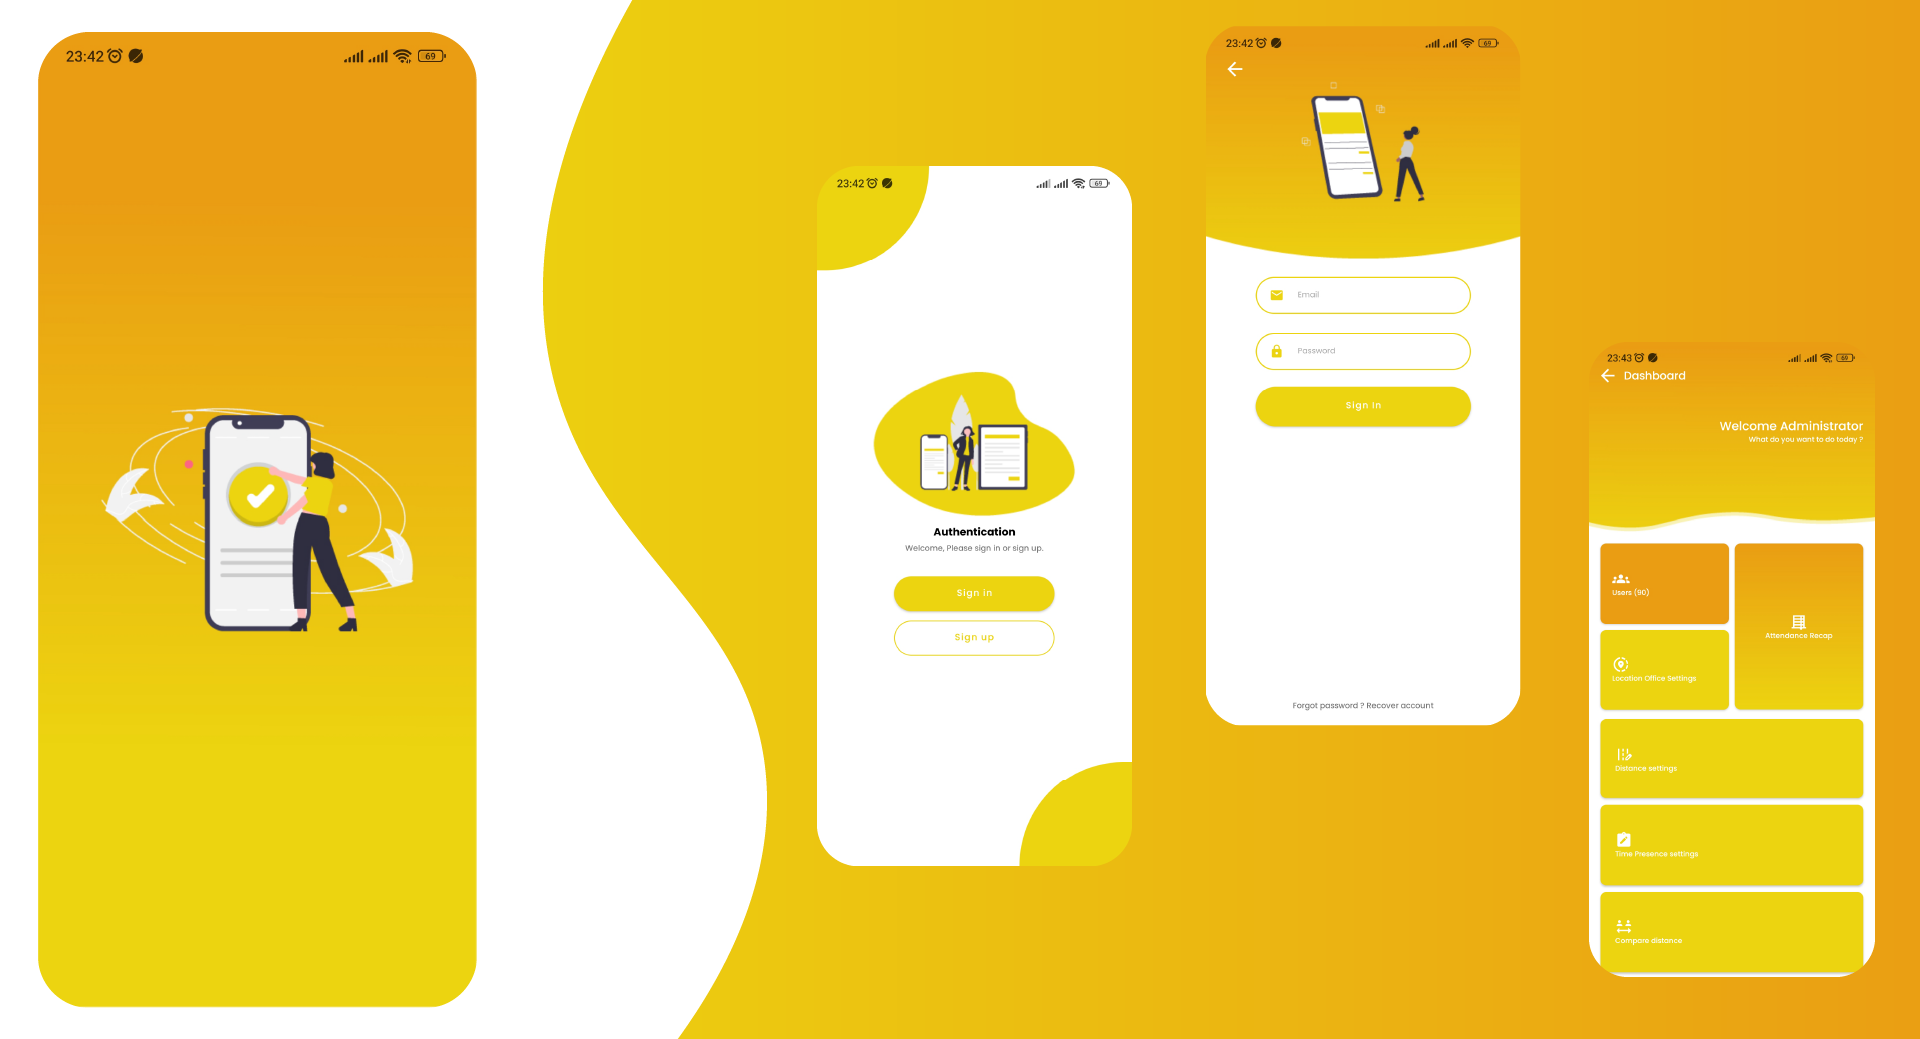 23:42
69
23:42
69
Authentication
Welcome, Please sign in or sign up.
Sign in
Sign up
23:42
69
Email
Password
Sign in
Forgot password ? Recover account
23:43
69
Dashboard
Welcome Administrator
What do you want to do today ?
Users (90)
Attendance Recap
Location Office Settings
Distance settings
Time Presence settings
Compare distance